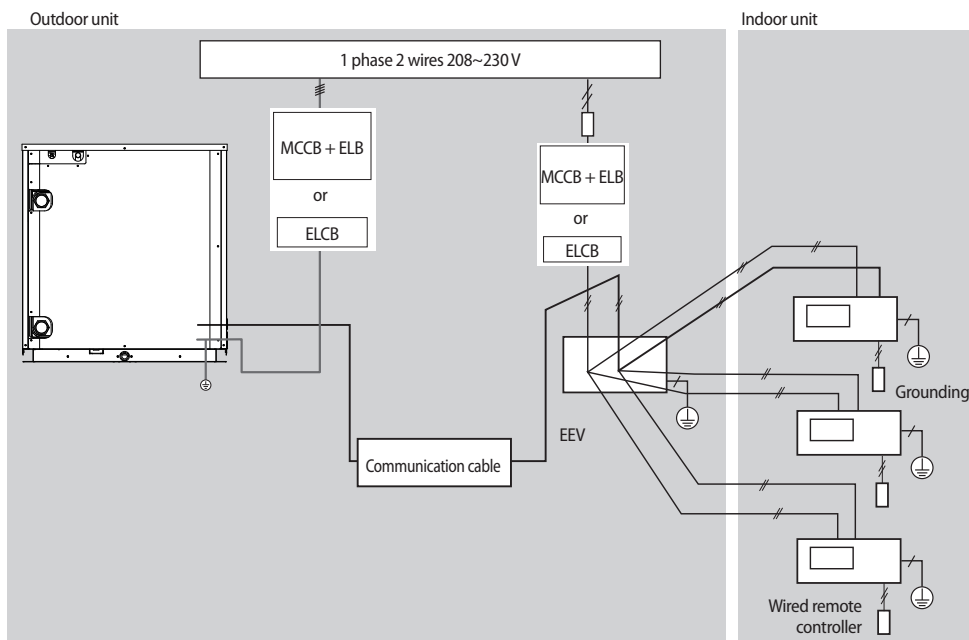 Outdoor unit
Indoor unit
1 phase 2 wires 208~230 V
MCCB + ELB
or
ELCB
MCCB + ELB
or
ELCB
Grounding
EEV
Communication cable
Wired remote
controller